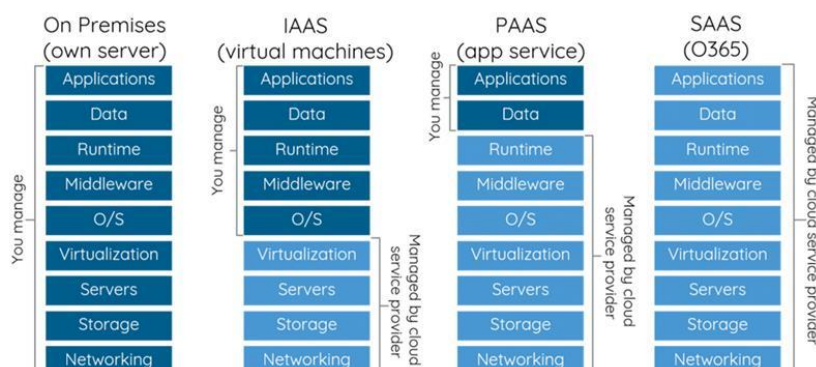 On Premises
(own server)
You manage
Applications
Data
Runtime
Middleware
O/S
Virtualization
Servers
Storage
Networking
IAAS
(virtual machines)
You manage
Applications
Data
Runtime
Middleware
O/S
Virtualization
Servers
Storage
Networking
Managed by cloud
service provider
PAAS
(app service)
You manage
Applications
Data
Runtime
Middleware
O/S
Virtualization
Servers
Storage
Networking
Managed by cloud
service provider
SAAS
(O365)
Applications
Data
Runtime
Middleware
O/S
Virtualization
Servers
Storage
Networking
Managed by cloud service provider